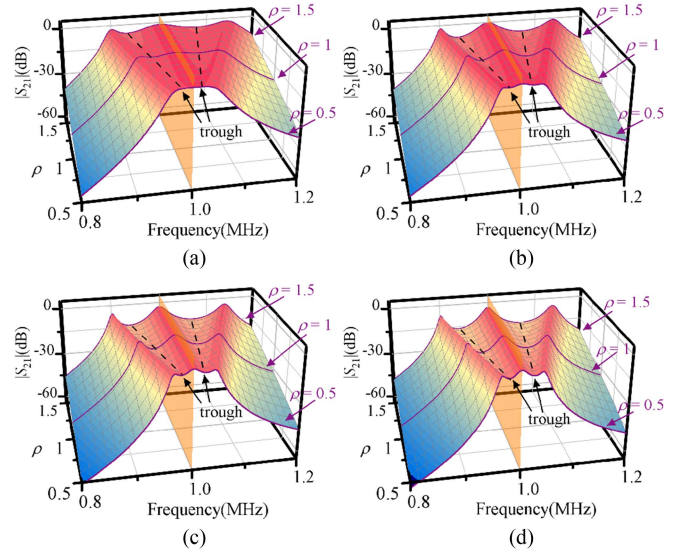 ρ = 1.5
ρ = 1
ρ = 0.5
0
-30
-60
|S21|(dB)
1.5
1
0.5
ρ
trough
0.8
1.0
1.2
Frequency(MHz)
(a)
ρ = 1.5
ρ = 1
ρ = 0.5
0
-30
-60
|S21|(dB)
1.5
1
0.5
ρ
trough
0.8
1.0
1.2
Frequency(MHz)
(b)
ρ = 1.5
ρ = 1
ρ = 0.5
0
-30
-60
|S21|(dB)
1.5
1
0.5
ρ
trough
0.8
1.0
1.2
Frequency(MHz)
(c)
ρ = 1.5
ρ = 1
ρ = 0.5
0
-30
-60
|S21|(dB)
1.5
1
0.5
ρ
trough
0.8
1.0
1.2
Frequency(MHz)
(d)